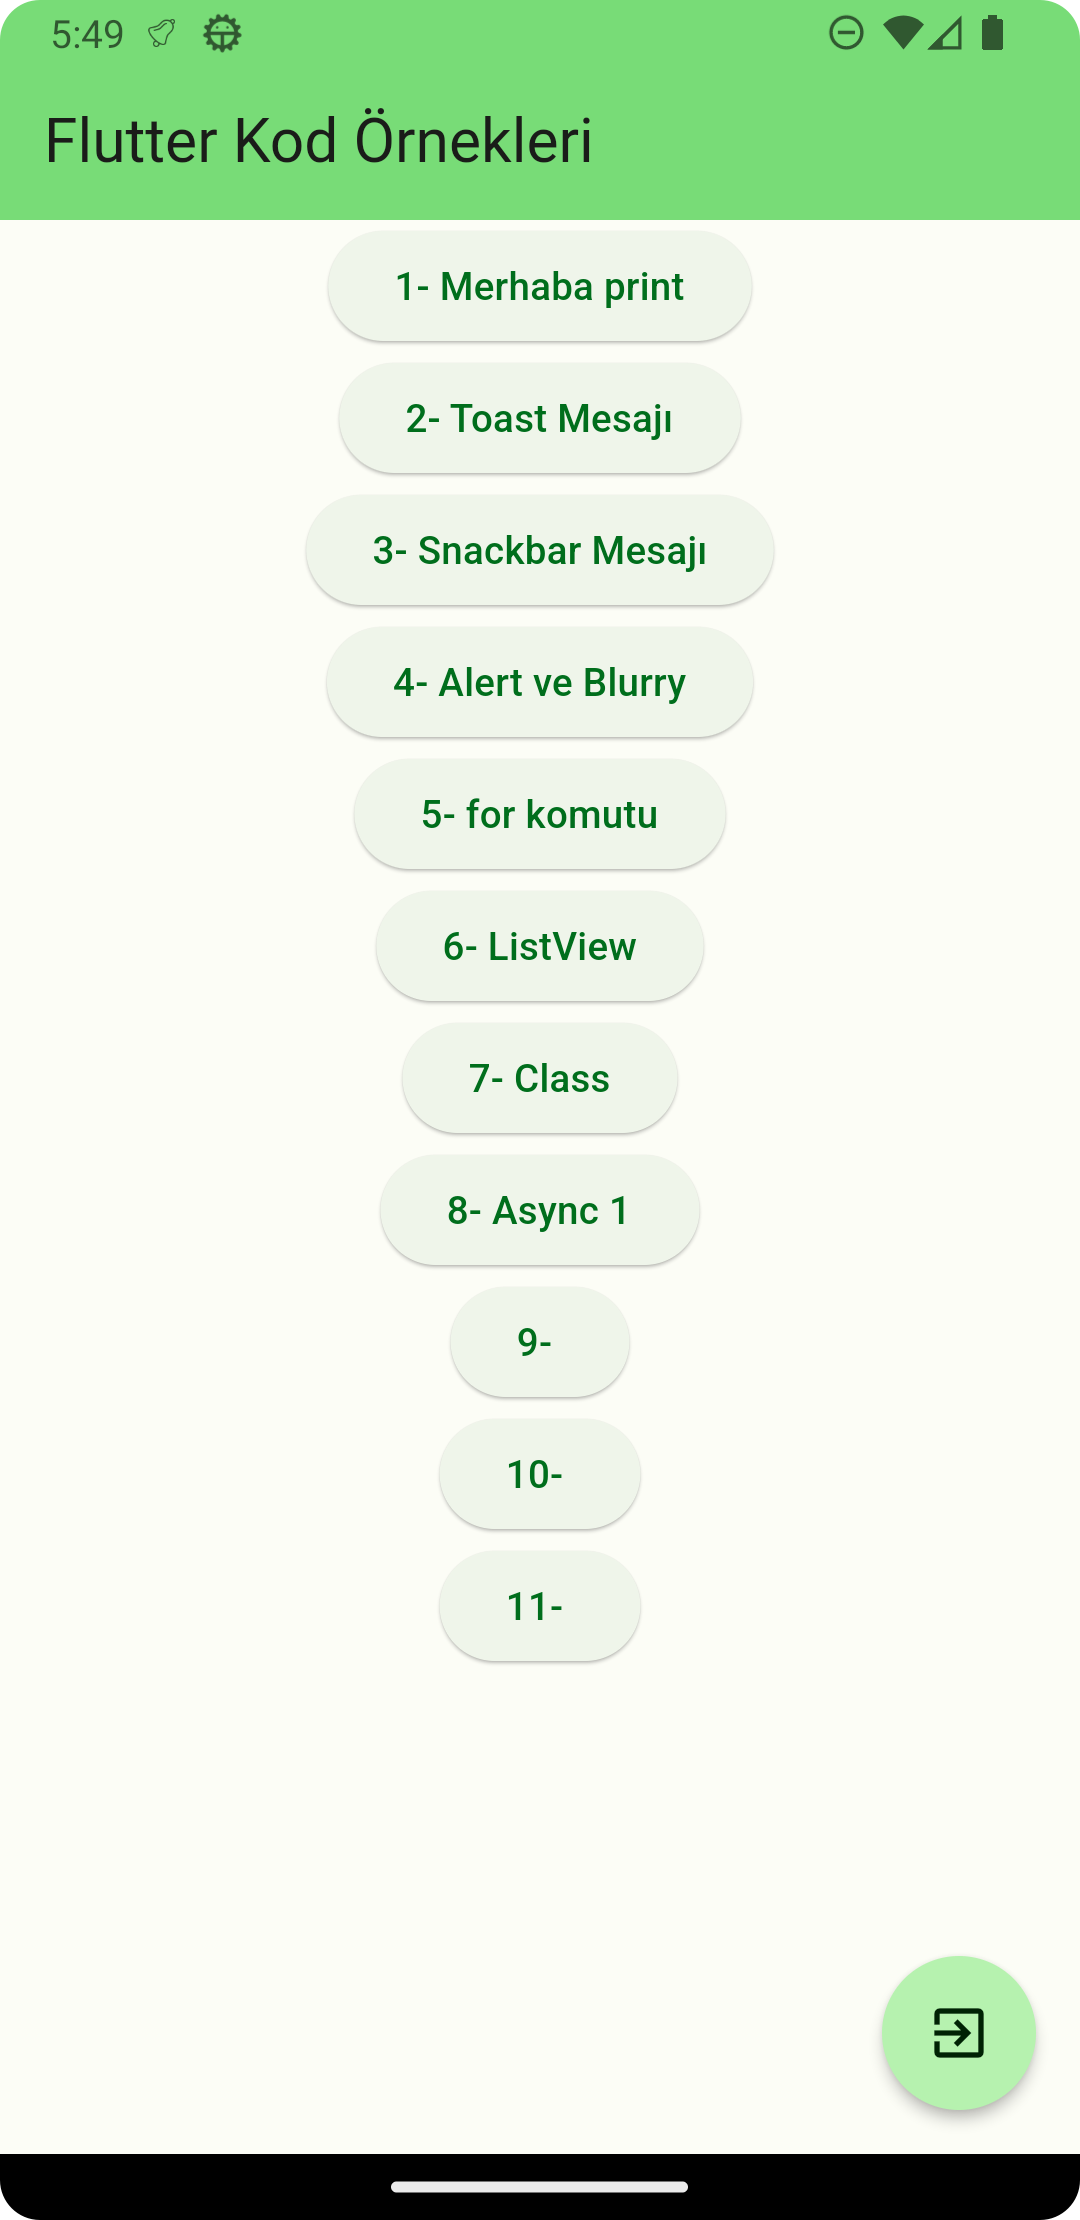 5:49
Flutter Kod Örnekleri
1- Merhaba print
2- Toast Mesajı
3- Snackbar Mesajı
4- Alert ve Blurry
5- for komutu
6- ListView
7- Class
8- Async 1
9-
10-
11-